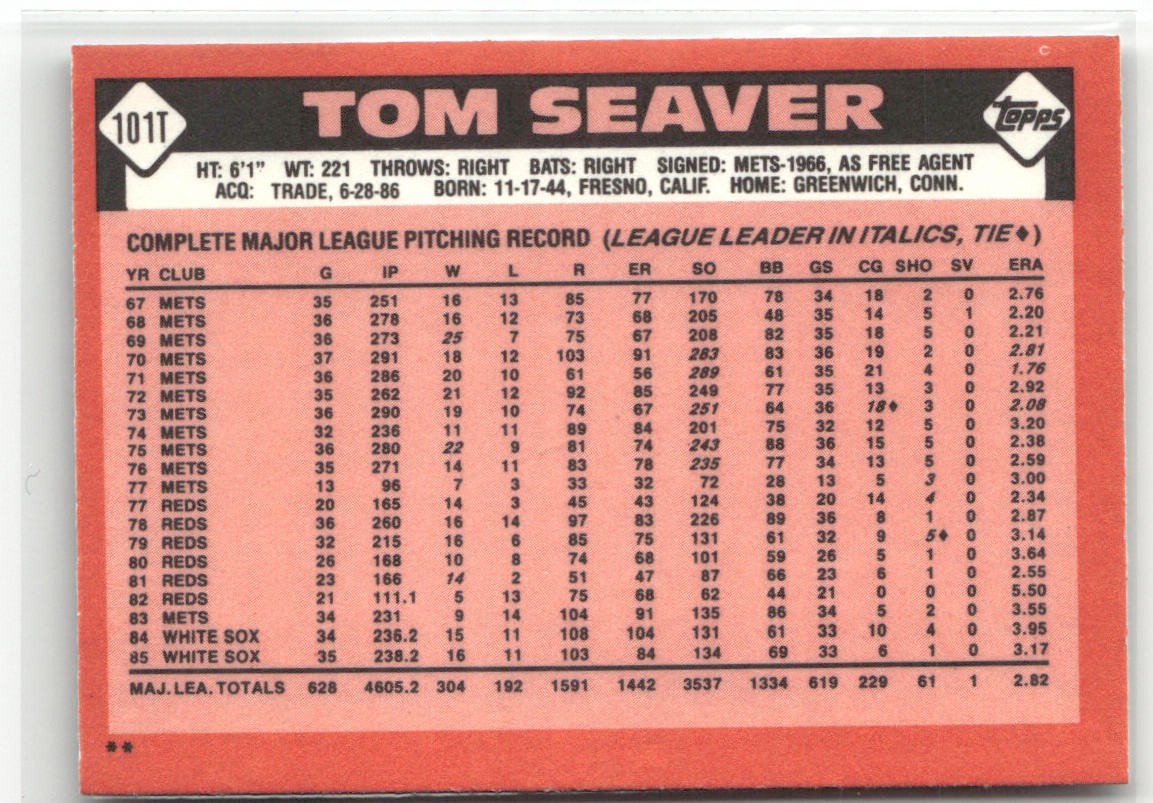 C
101T TOM SEAVER TOPPS
HT: 6'1" WT: 221 THROWS: RIGHT BATS: RIGHT SIGNED: METS-1966, AS FREE AGENT
ACQ: TRADE, 6-28-86 BORN: 11-17-44, FRESNO, CALIF. HOME: GREENWICH, CONN.
COMPLETE MAJOR LEAGUE PITCHING RECORD (LEAGUE LEADER IN ITALICS, TIE♦)
YR CLUB G IP W L R ER SO BB GS CG SHO SV ERA
67 METS 35 251 16 13 85 77 170 78 34 18 2 0 2.76
68 METS 36 278 16 12 73 68 205 48 35 14 5 1 2.20
69 METS 36 273 25 7 75 67 208 82 35 18 5 0 2.21
70 METS 37 291 18 12 103 91 283 83 36 19 2 0 2.81
71 METS 36 286 20 10 61 56 289 61 35 21 4 0 1.76
72 METS 35 262 21 12 92 85 249 77 35 13 3 0 2.92
73 METS 36 290 19 10 74 67 251 64 36 18♦ 3 0 2.08
74 METS 32 236 11 11 89 84 201 75 32 12 5 0 3.20
75 METS 36 280 22 9 81 74 243 88 36 15 5 0 2.38
76 METS 35 271 14 11 83 78 235 77 34 13 5 0 2.59
77 METS 13 96 7 3 33 32 72 28 13 5 3 0 3.00
77 REDS 20 165 14 3 45 43 124 38 20 14 4 0 2.34
78 REDS 36 260 16 14 97 83 226 89 36 8 1 0 2.87
79 REDS 32 215 16 6 85 75 131 61 32 9 5♦ 0 3.14
80 REDS 26 168 10 8 74 68 101 59 26 5 1 0 3.64
81 REDS 23 166 14 2 51 47 87 66 23 6 1 0 2.55
82 REDS 21 111.1 5 13 75 68 62 44 21 0 0 0 5.50
83 METS 34 231 9 14 104 91 135 86 34 5 2 0 3.55
84 WHITE SOX 34 236.2 15 11 108 104 131 61 33 10 4 0 3.95
85 WHITE SOX 35 238.2 16 11 103 84 134 69 33 6 1 0 3.17
MAJ. LEA. TOTALS 628 4605.2 304 192 1591 1442 3537 1334 619 229 61 1 2.82
**